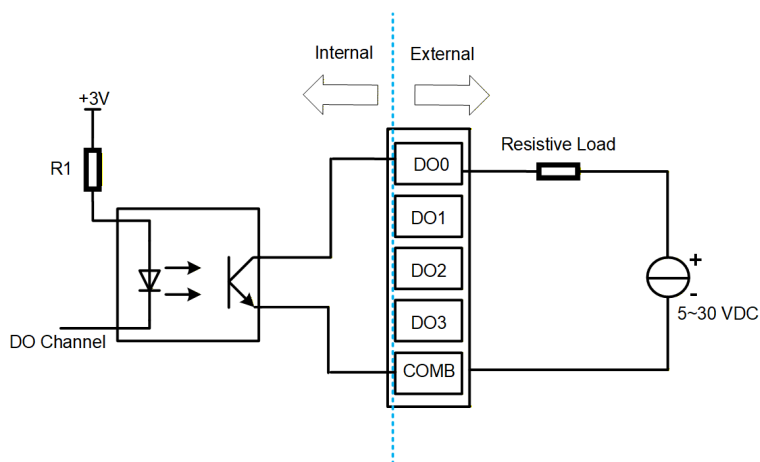 Internal
External
+3V
R1
DO Channel
DO0
DO1
DO2
DO3
COMB
Resistive Load
+
-
5~30 VDC